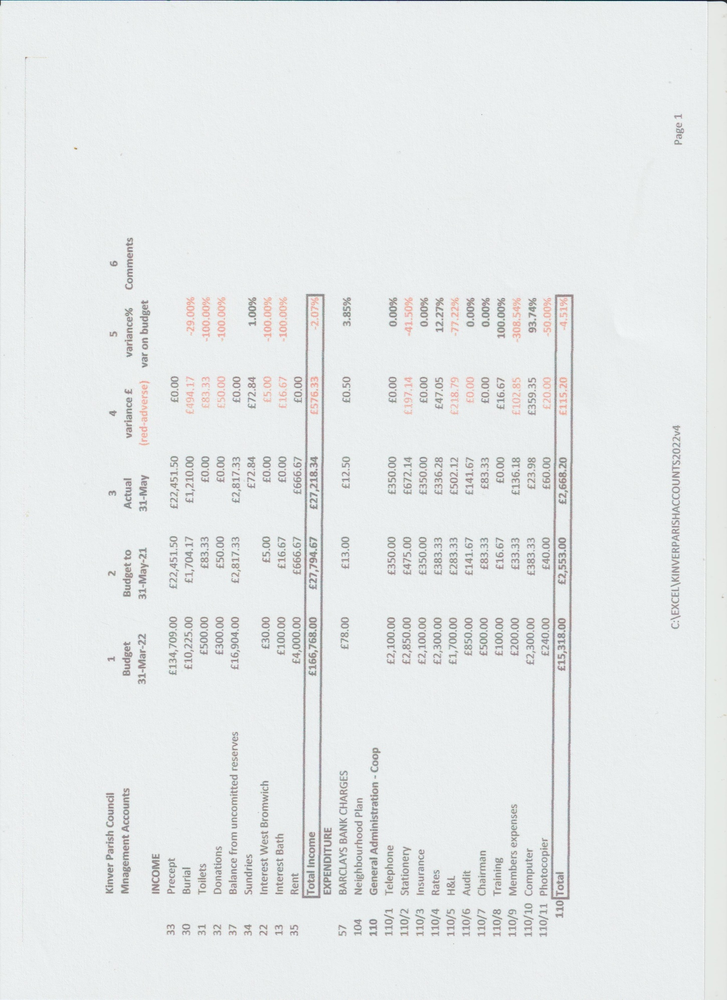 Kinver Parish Council 1 2 3 4 5 6
Mnagement Accounts Budget Budget to Actual variance £ variance% Comments
31-Mar-22 31-May-21 31-May (red-adverse) var on budget
INCOME
33 Precept £134,709.00 £22,451.50 £22,451.50 £0.00
30 Burial £10,225.00 £1,704.17 £1,210.00 £494.17 -29.00%
31 Toilets £500.00 £83.33 £0.00 £83.33 -100.00%
32 Donations £300.00 £50.00 £0.00 £50.00 -100.00%
37 Balance from uncomitted reserves £16,904.00 £2,817.33 £2,817.33 £0.00
34 Sundries £72.84 £72.84 1.00%
22 Interest West Bromwich £30.00 £5.00 £0.00 £5.00 -100.00%
13 Interest Bath £100.00 £16.67 £0.00 £16.67 -100.00%
35 Rent £4,000.00 £666.67 £666.67 £0.00
Total Income £166,768.00 £27,794.67 £27,218.34 £576.33 -2.07%
EXPENDITURE
57 BARCLAYS BANK CHARGES £78.00 £13.00 £12.50 £0.50 3.85%
104 Neighbourhood Plan
110 General Administration - Coop
110/1 Telephone £2,100.00 £350.00 £350.00 £0.00 0.00%
110/2 Stationery £2,850.00 £475.00 £672.14 £197.14 -41.50%
110/3 Insurance £2,100.00 £350.00 £350.00 £0.00 0.00%
110/4 Rates £2,300.00 £383.33 £336.28 £47.05 12.27%
110/5 H&L £1,700.00 £283.33 £502.12 £218.79 -77.22%
110/6 Audit £850.00 £141.67 £141.67 £0.00 0.00%
110/7 Chairman £500.00 £83.33 £83.33 £0.00 0.00%
110/8 Training £100.00 £16.67 £0.00 £16.67 100.00%
110/9 Members expenses £200.00 £33.33 £136.18 £102.85 -308.54%
110/10 Computer £2,300.00 £383.33 £23.98 £359.35 93.74%
110/11 Photocopier £240.00 £40.00 £60.00 £20.00 -50.00%
110 Total £15,318.00 £2,553.00 £2,668.20 £115.20 -4.51%
C:\EXCEL\KINVERPARISHACCOUNTS2022v4 Page 1